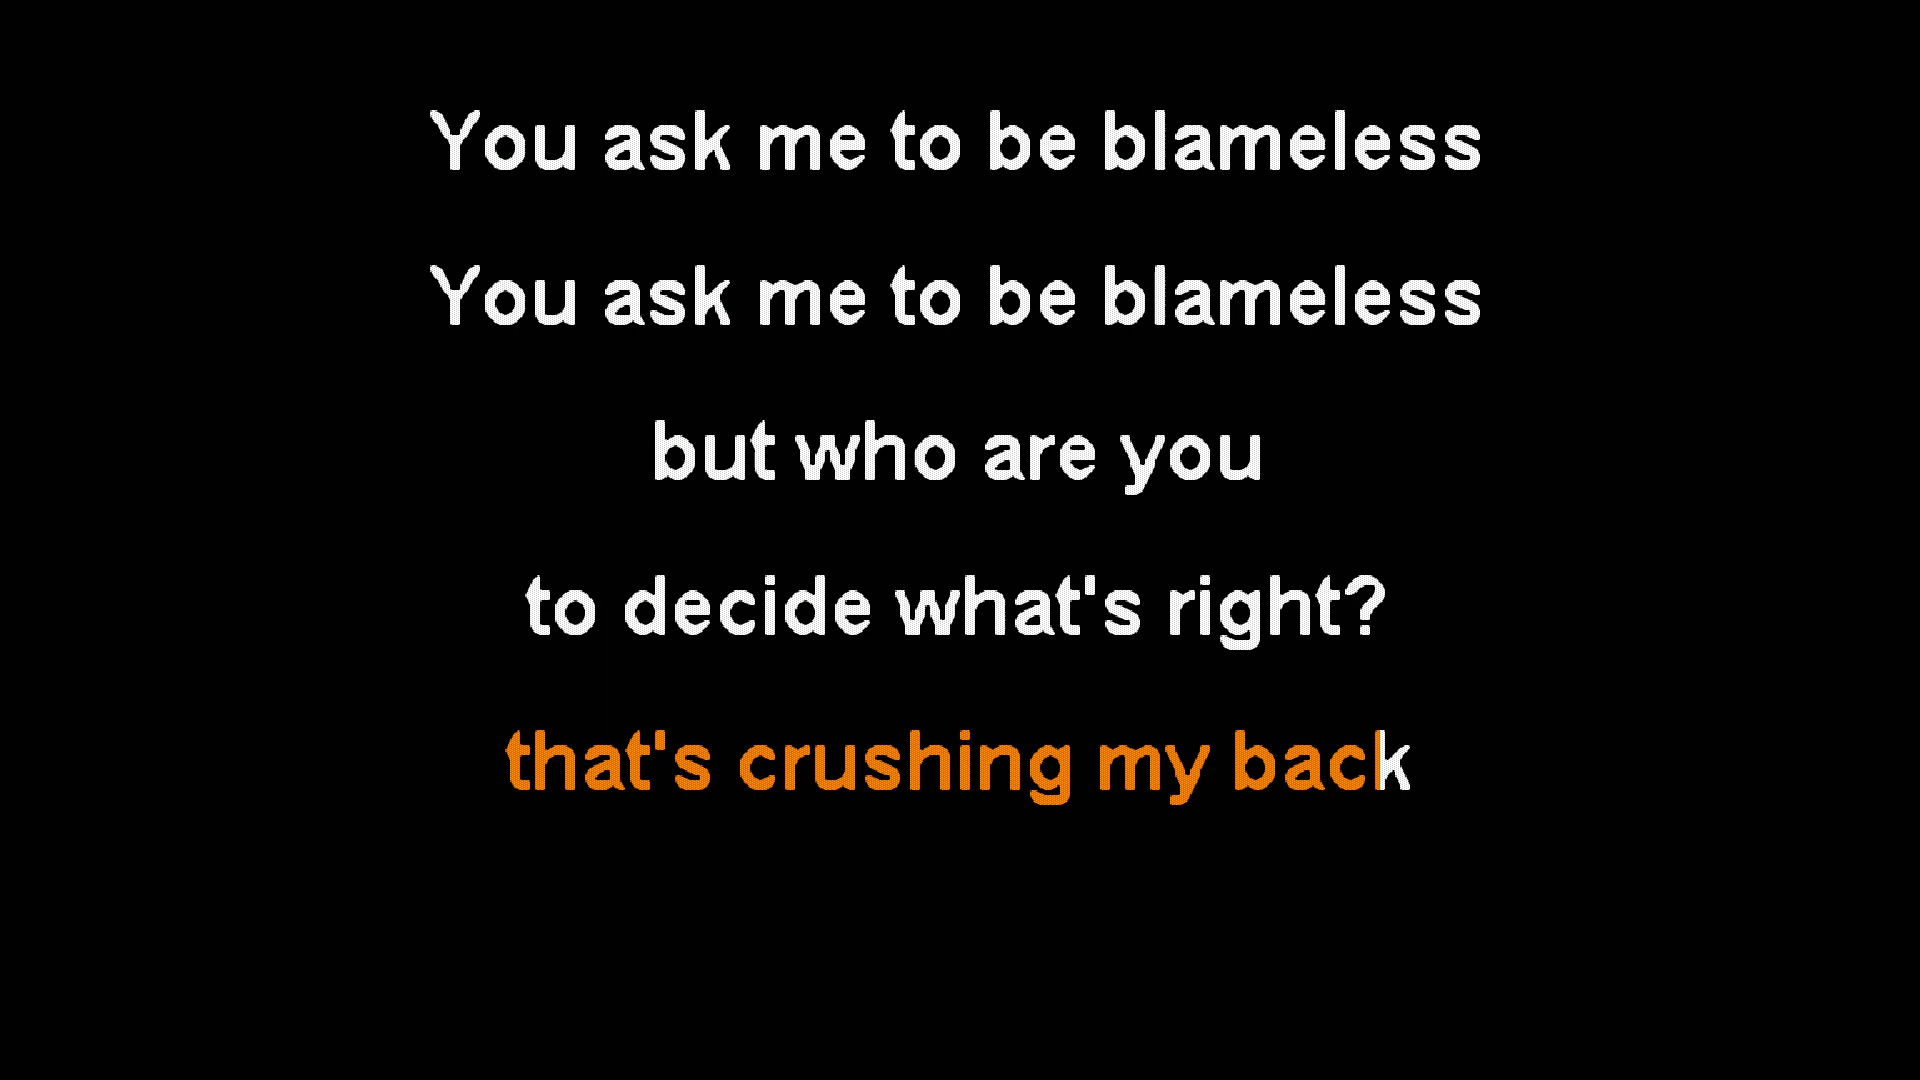 You ask me to be blameless
You ask me to be blameless
but who are you
to decide what's right?
that's crushing my back